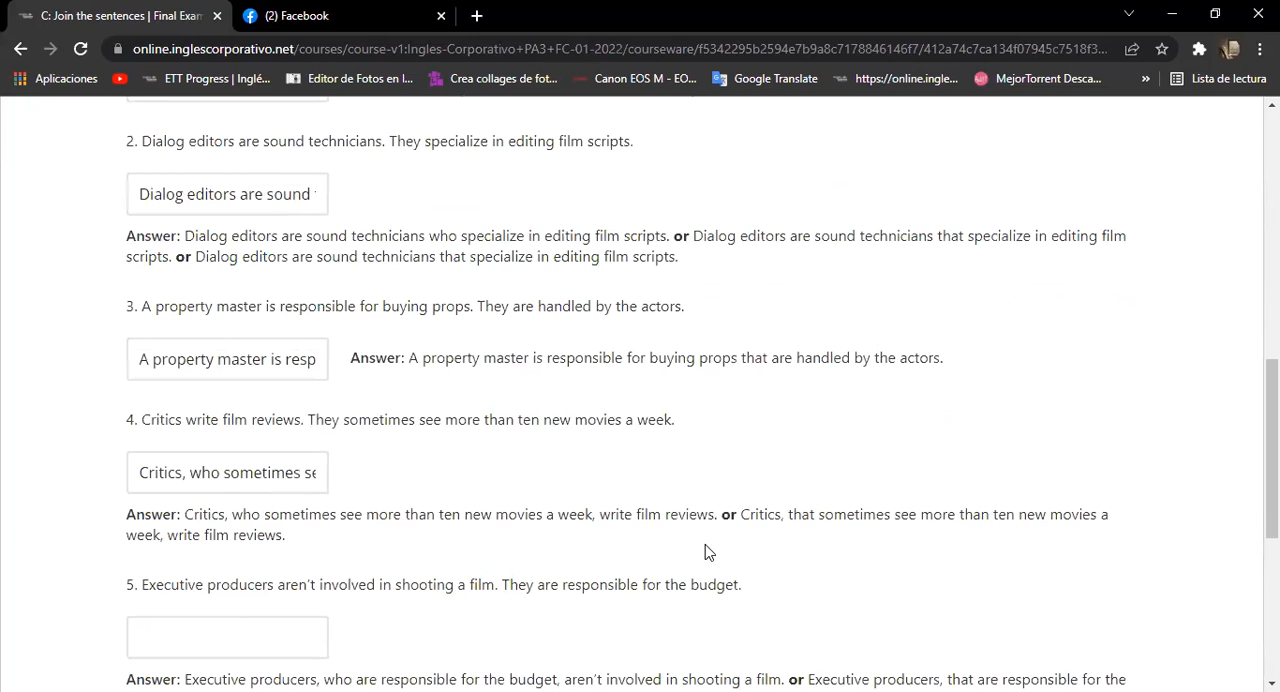 C: Join the sentences | Final Exar
(2) Facebook
online.inglescorporativo.net/courses/course-v1:Ingles-Corporativo+PA3+FC-01-2022/courseware/f5342295b2594e7b9a8c7178846146f7/412a74c7ca134f07945c7518f3...
Aplicaciones
ETT Progress | Inglé...
Editor de Fotos en l...
Crea collages de fot...
Canon EOS M - EO...
Google Translate
https://online.ingle...
MejorTorrent Desca...
»
Lista de lectura
2. Dialog editors are sound technicians. They specialize in editing film scripts.
Dialog editors are sound
Answer: Dialog editors are sound technicians who specialize in editing film scripts. or Dialog editors are sound technicians that specialize in editing film
scripts. or Dialog editors are sound technicians that specialize in editing film scripts.
3. A property master is responsible for buying props. They are handled by the actors.
A property master is resp
Answer: A property master is responsible for buying props that are handled by the actors.
4. Critics write film reviews. They sometimes see more than ten new movies a week.
Critics, who sometimes se
Answer: Critics, who sometimes see more than ten new movies a week, write film reviews. or Critics, that sometimes see more than ten new movies a
week, write film reviews.
5. Executive producers aren't involved in shooting a film. They are responsible for the budget.
Answer: Executive producers, who are responsible for the budget, aren't involved in shooting a film. or Executive producers, that are responsible for the